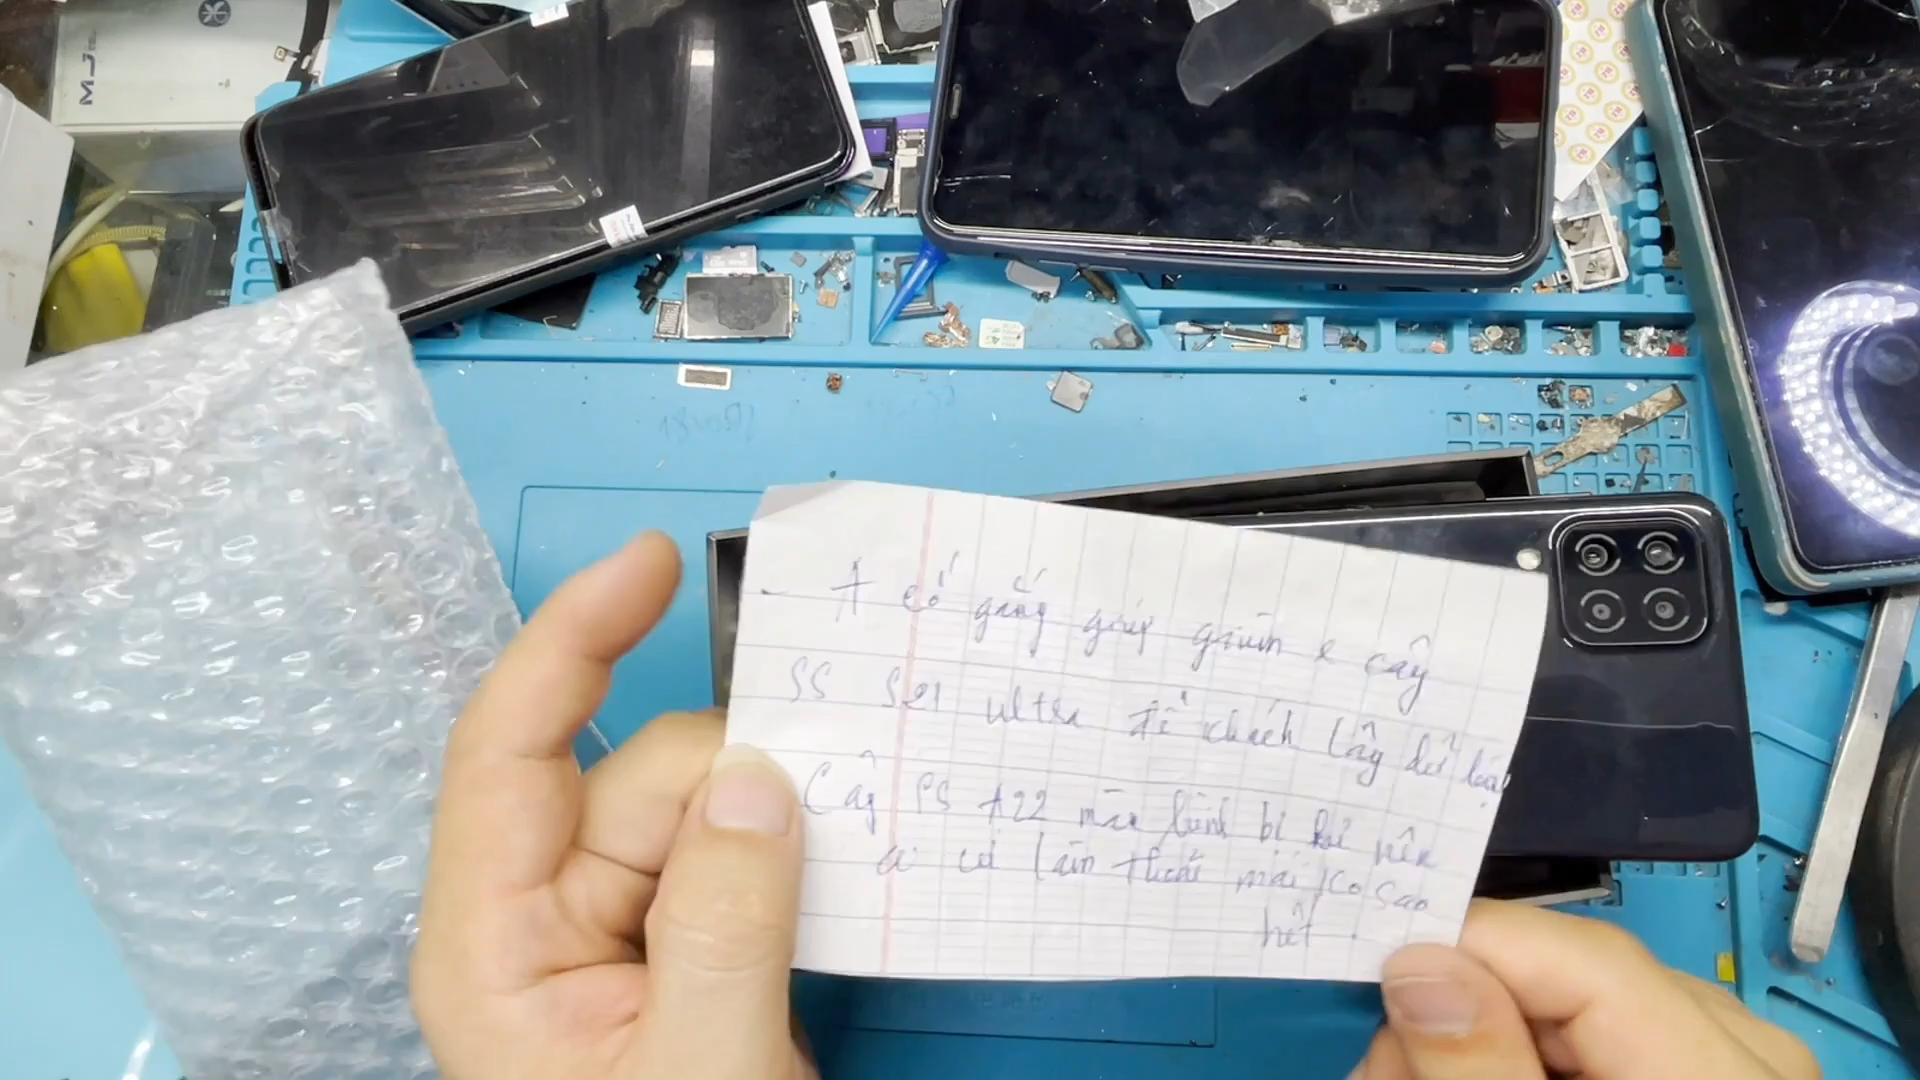 MJ
- A cố gắng giúp giùm e cây
SS S21 ultra để khách lấy dữ liệu
Cây SS A22 màn hình bị hư nên
a cứ làm thoải mái ko sao
hết.